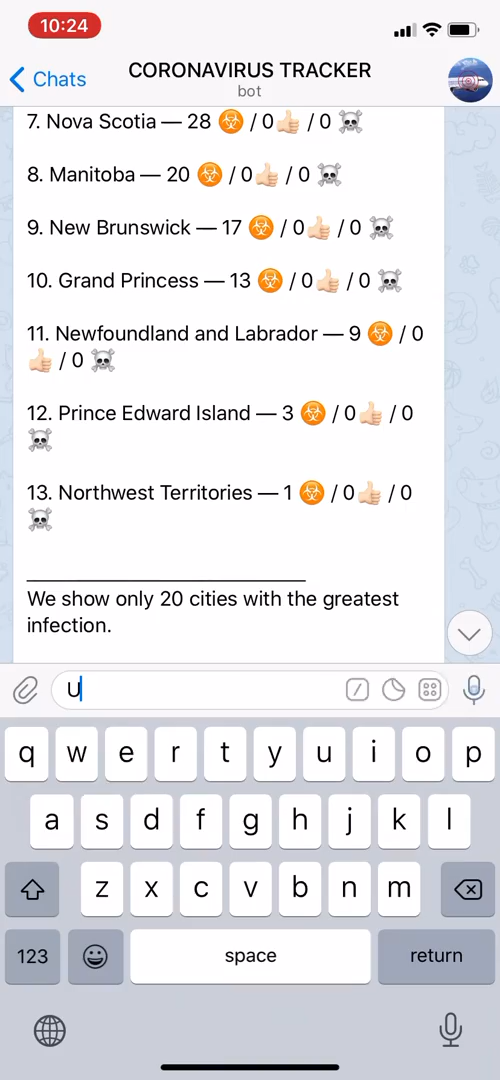 10:24
Chats
CORONAVIRUS TRACKER
bot
7. Nova Scotia — 28 ☣️ / 0👍🏻 / 0 ☠️
8. Manitoba — 20 ☣️ / 0👍🏻 / 0 ☠️
9. New Brunswick — 17 ☣️ / 0👍🏻 / 0 ☠️
10. Grand Princess — 13 ☣️ / 0👍🏻 / 0 ☠️
11. Newfoundland and Labrador — 9 ☣️ / 0
👍🏻 / 0 ☠️
12. Prince Edward Island — 3 ☣️ / 0👍🏻 / 0
☠️
13. Northwest Territories — 1 ☣️ / 0👍🏻 / 0
☠️
We show only 20 cities with the greatest
infection.
U
q w e r t y u i o p
a s d f g h j k l
z x c v b n m
123 space return